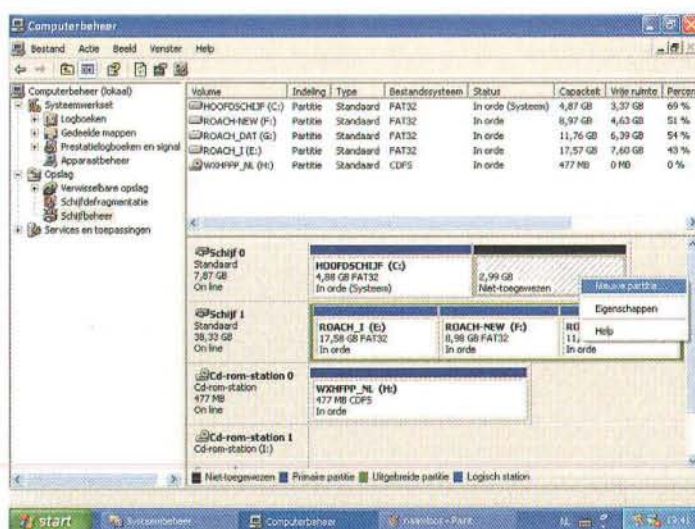 Computerbeheer
Bestand Actie Beeld Venster Help
Computerbeheer (lokaal)
Systeemwerkset
Logboeken
Gedeelde mappen
Prestatielogboeken en signal
Apparaatbeheer
Opslag
Verwisselbare opslag
Schijfdefragmentatie
Schijfbeheer
Services en toepassingen
Volume Indeling Type Bestandssysteem Status Capaciteit Vrije ruimte Percen
HOOFDSCHIJF (C:) Partitie Standaard FAT32 In orde (Systeem) 4,87 GB 3,37 GB 69 %
ROACH-NEW (F:) Partitie Standaard FAT32 In orde 8,97 GB 4,63 GB 51 %
ROACH_DAT (G:) Partitie Standaard FAT32 In orde 11,76 GB 6,39 GB 54 %
ROACH_I (E:) Partitie Standaard FAT32 In orde 17,57 GB 7,60 GB 43 %
WXHFPP_NL (H:) Partitie Standaard CDFS In orde 477 MB 0 MB 0 %
Schijf 0
Standaard
7,87 GB
On line
HOOFDSCHIJF (C:)
4,88 GB FAT32
In orde (Systeem)
2,99 GB
Niet-toegewezen
Nieuwe partitie...
Eigenschappen
Help
Schijf 1
Standaard
38,33 GB
On line
ROACH_I (E:)
17,58 GB FAT32
In orde
ROACH-NEW (F:)
8,98 GB FAT32
In orde
RO
11,
In orde
Cd-rom-station 0
Cd-rom-station
477 MB
On line
WXHFPP_NL (H:)
477 MB CDFS
In orde
Cd-rom-station 1
Cd-rom-station (I:)
Niet-toegewezen Primaire partitie Uitgebreide partitie Logisch station
start Systeembeheer Computerbeheer NL